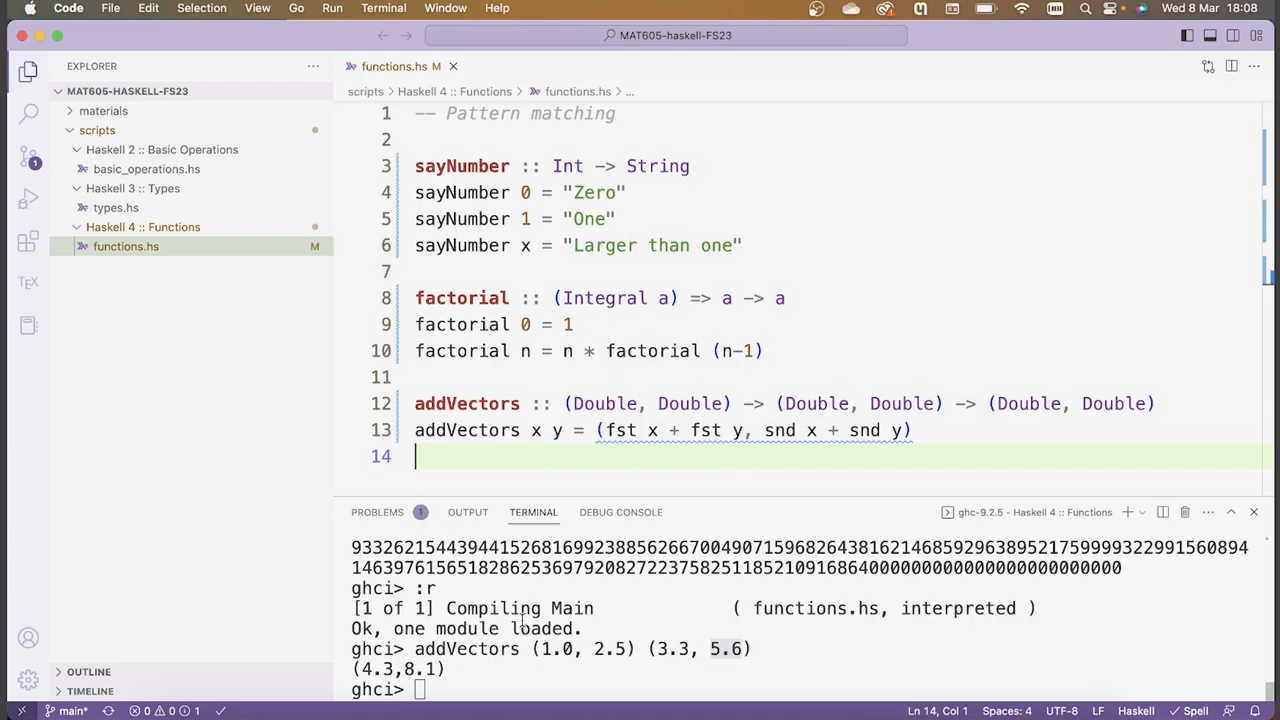 Code File Edit Selection View Go Run Terminal Window Help Wed 8 Mar 18:08
MAT605-haskell-FS23
EXPLORER
functions.hs M
MAT605-HASKELL-FS23
scripts > Haskell 4 :: Functions > functions.hs > ...
materials
scripts
Haskell 2 :: Basic Operations
basic_operations.hs
Haskell 3 :: Types
types.hs
Haskell 4 :: Functions
functions.hs M
1
TEX
1 -- Pattern matching
2
3 sayNumber :: Int -> String
4 sayNumber 0 = "Zero"
5 sayNumber 1 = "One"
6 sayNumber x = "Larger than one"
7
8 factorial :: (Integral a) => a -> a
9 factorial 0 = 1
10 factorial n = n * factorial (n-1)
11
12 addVectors :: (Double, Double) -> (Double, Double) -> (Double, Double)
13 addVectors x y = (fst x + fst y, snd x + snd y)
14
PROBLEMS 1 OUTPUT TERMINAL DEBUG CONSOLE ghc-9.2.5 - Haskell 4 :: Functions
9332621544394415268169923885626670049071596826438162146859296389521759999322991560894
1463976156518286253697920827223758251185210916864000000000000000000000000
ghci> :r
[1 of 1] Compiling Main ( functions.hs, interpreted )
Ok, one module loaded.
ghci> addVectors (1.0, 2.5) (3.3, 5.6)
(4.3,8.1)
ghci>
OUTLINE
TIMELINE
main* 0 0 1 Ln 14, Col 1 Spaces: 4 UTF-8 LF Haskell Spell